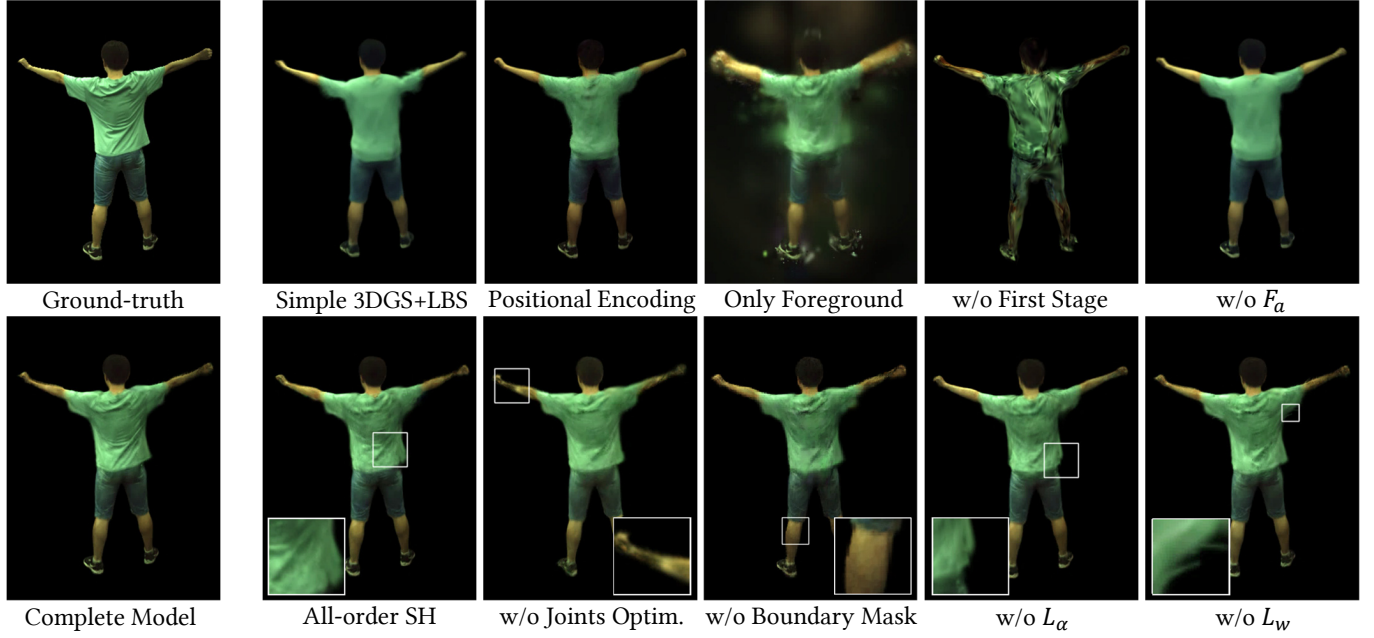 Ground-truth
Simple 3DGS+LBS
Positional Encoding
Only Foreground
w/o First Stage
w/o Fₐ
Complete Model
All-order SH
w/o Joints Optim.
w/o Boundary Mask
w/o L_α
w/o L_w